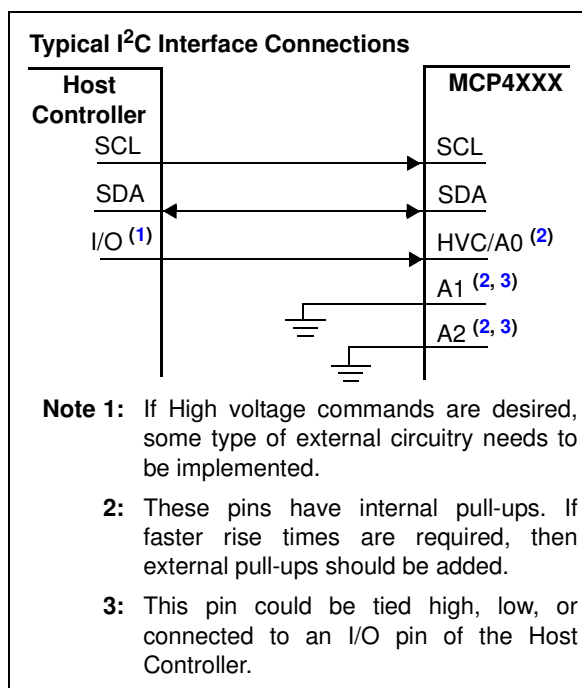 Typical I²C Interface Connections
Host
Controller
MCP4XXX
SCL
SCL
SDA
SDA
I/O (1)
HVC/A0 (2)
A1 (2, 3)
A2 (2, 3)
Note 1: If High voltage commands are desired,
some type of external circuitry needs to
be implemented.
2: These pins have internal pull-ups. If
faster rise times are required, then
external pull-ups should be added.
3: This pin could be tied high, low, or
connected to an I/O pin of the Host
Controller.